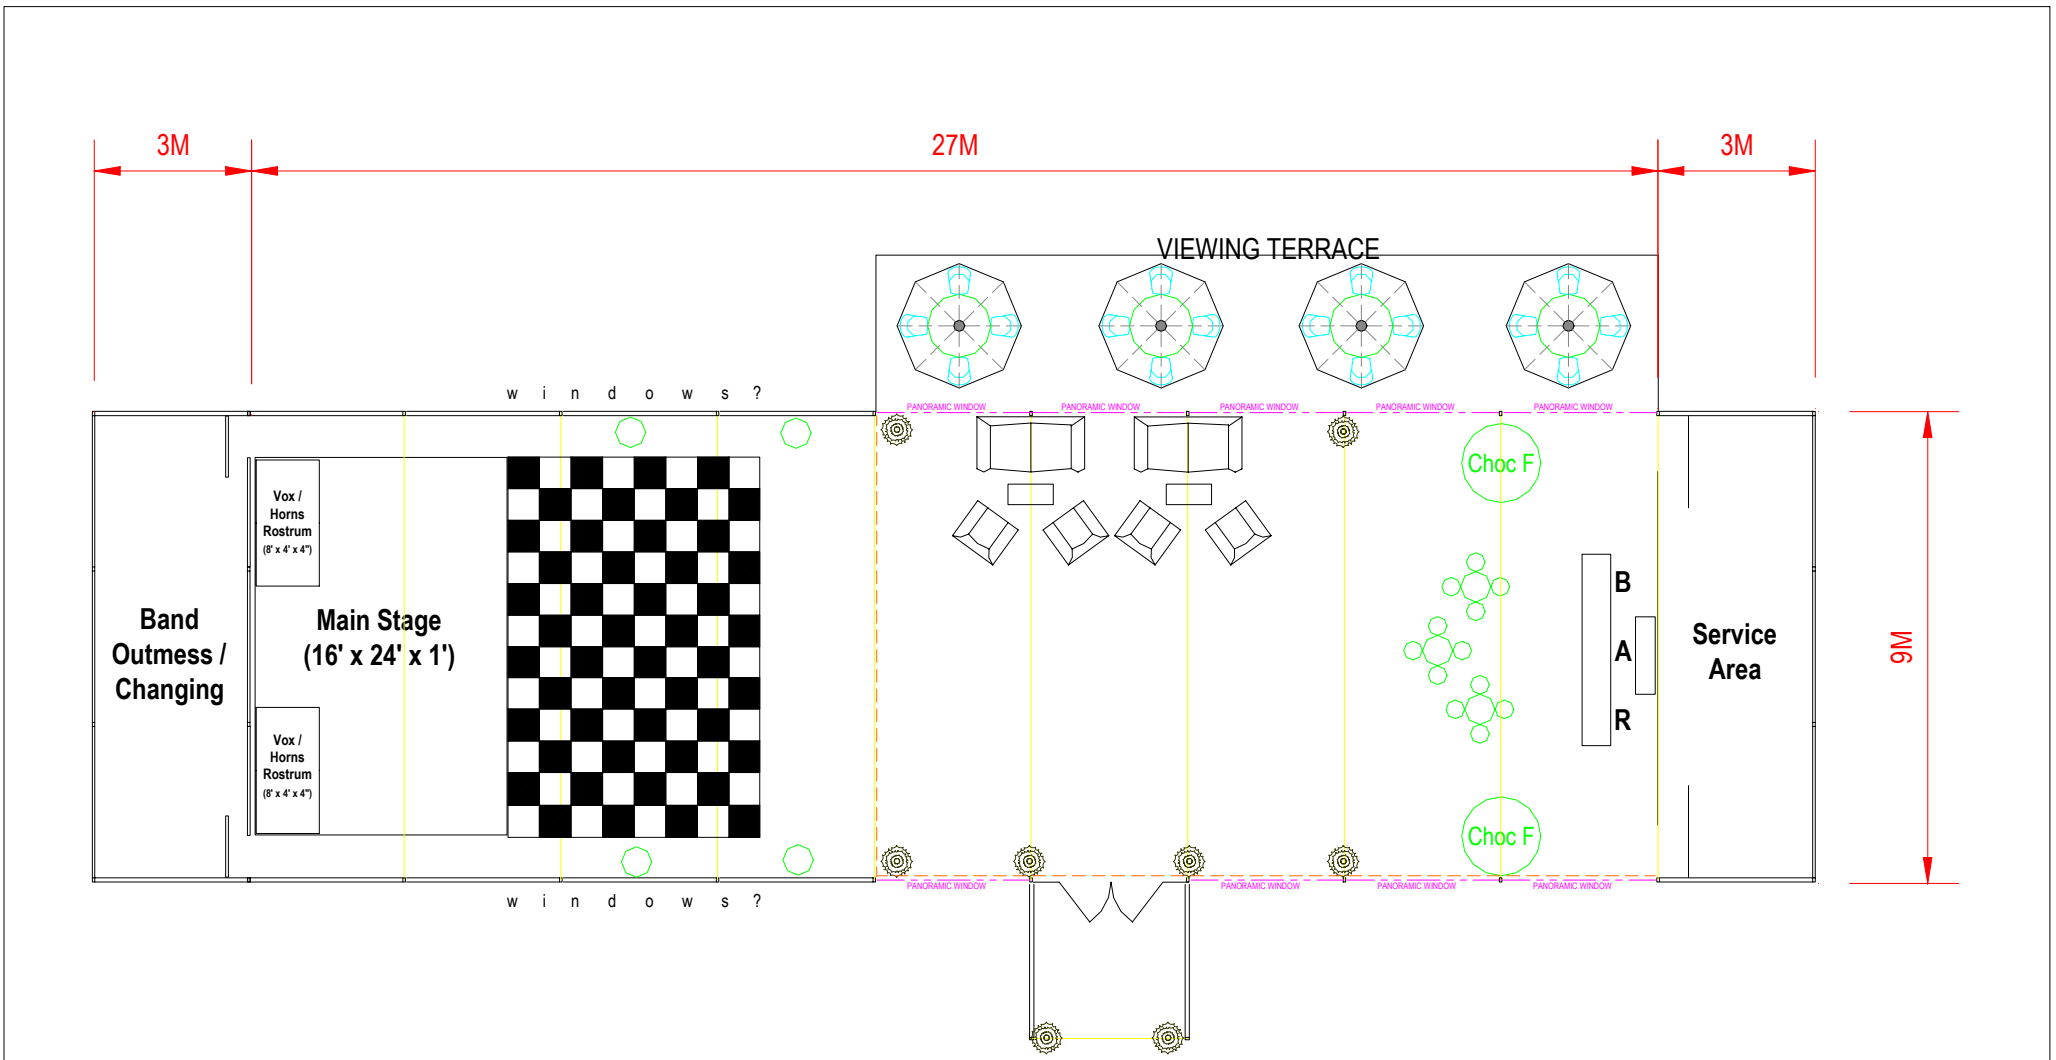 3M
27M
3M
VIEWING TERRACE
w i n d o w s ?
PANORAMIC WINDOW
PANORAMIC WINDOW
PANORAMIC WINDOW
PANORAMIC WINDOW
PANORAMIC WINDOW
Choc F
Vox /
Horns
Rostrum
(8' x 4' x 4")
Band
Outmess /
Changing
Main Stage
(16' x 24' x 1')
B
A
R
Service
Area
9M
Vox /
Horns
Rostrum
(8' x 4' x 4")
Choc F
PANORAMIC WINDOW
PANORAMIC WINDOW
PANORAMIC WINDOW
PANORAMIC WINDOW
w i n d o w s ?